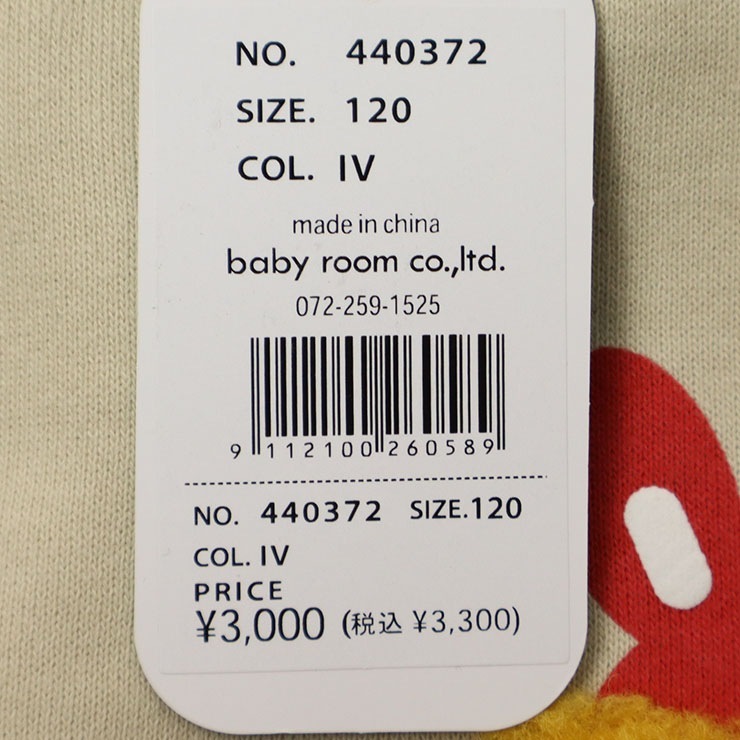 NO. 440372
SIZE. 120
COL. IV
made in china
baby room co.,ltd.
072-259-1525
9 112100 260589
NO. 440372 SIZE.120
COL. IV
PRICE
¥3,000 (税込 ¥3,300)